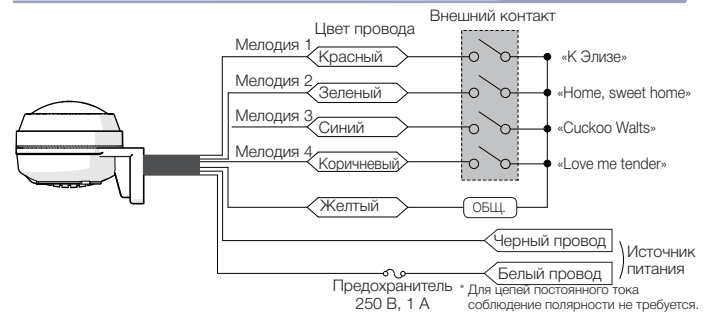 Внешний контакт
Цвет провода
Мелодия 1
Красный
«К Элизе»
Мелодия 2
Зеленый
«Home, sweet home»
Мелодия 3
Синий
«Cuckoo Walts»
Мелодия 4
Коричневый
«Love me tender»
Желтый
ОБЩ.
Черный провод
Источник
питания
Белый провод
Предохранитель
250 В, 1 А
* Для цепей постоянного тока
соблюдение полярности не требуется.